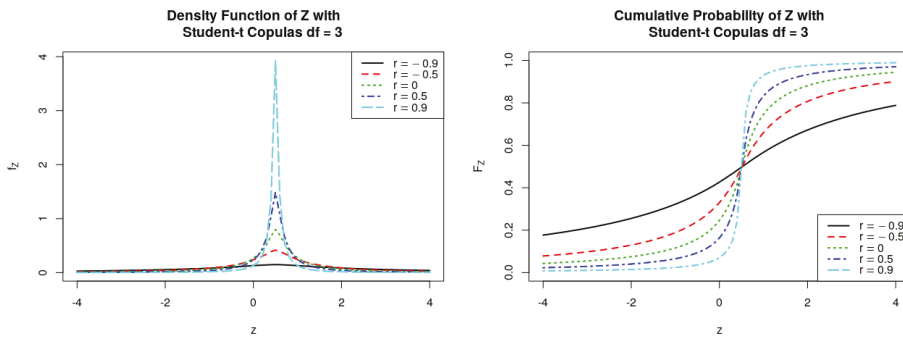 Density Function of Z with
Student-t Copulas df = 3
f_Z
4
3
2
1
0
-4
-2
0
2
4
z
r = − 0.9
r = − 0.5
r = 0
r = 0.5
r = 0.9
Cumulative Probability of Z with
Student-t Copulas df = 3
F_Z
1.0
0.8
0.6
0.4
0.2
0.0
-4
-2
0
2
4
z
r = − 0.9
r = − 0.5
r = 0
r = 0.5
r = 0.9